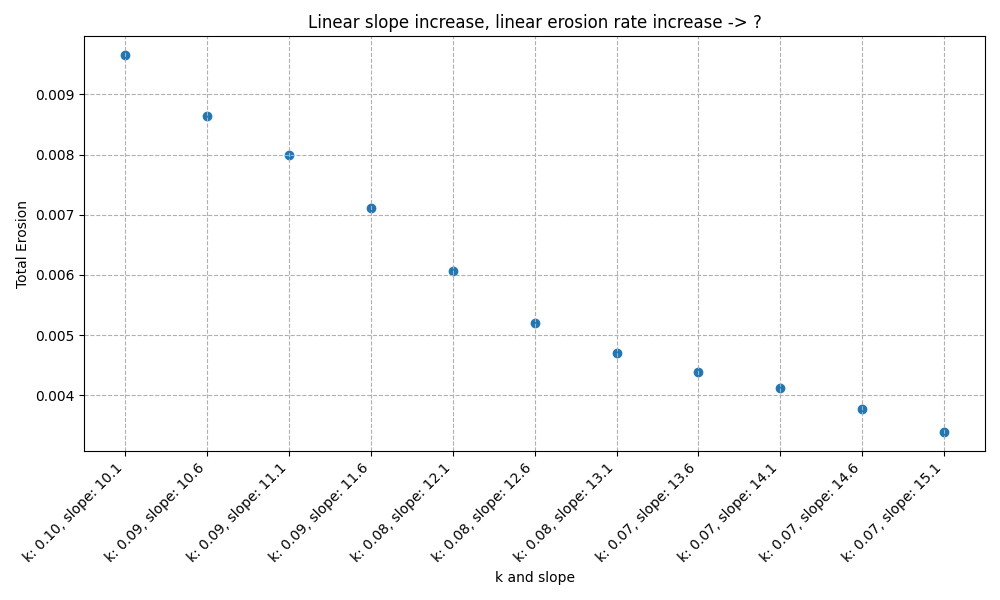 Linear slope increase, linear erosion rate increase -> ?
Total Erosion
0.009
0.008
0.007
0.006
0.005
0.004
k: 0.10, slope: 10.1
k: 0.09, slope: 10.6
k: 0.09, slope: 11.1
k: 0.09, slope: 11.6
k: 0.08, slope: 12.1
k: 0.08, slope: 12.6
k: 0.08, slope: 13.1
k: 0.07, slope: 13.6
k: 0.07, slope: 14.1
k: 0.07, slope: 14.6
k: 0.07, slope: 15.1
k and slope